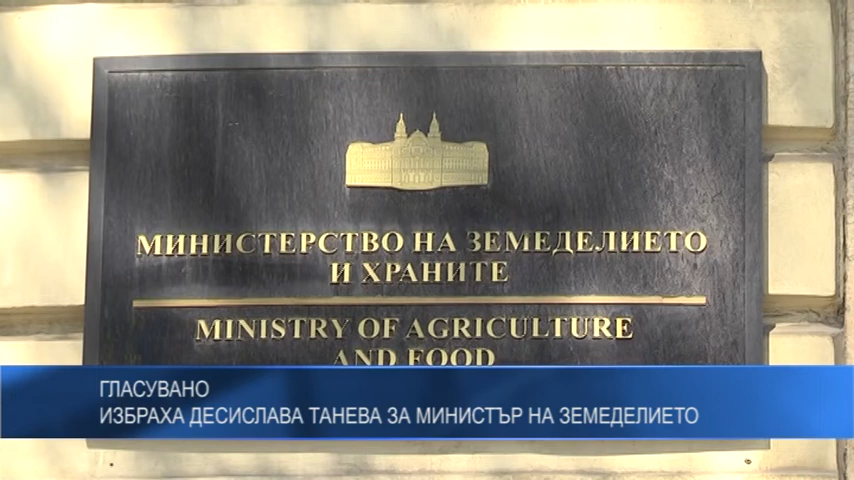 МИНИСТЕРСТВО НА ЗЕМЕДЕЛИЕТО
И ХРАНИТЕ
MINISTRY OF AGRICULTURE
AND FOOD
ГЛАСУВАНО
ИЗБРАХА ДЕСИСЛАВА ТАНЕВА ЗА МИНИСТЪР НА ЗЕМЕДЕЛИЕТО